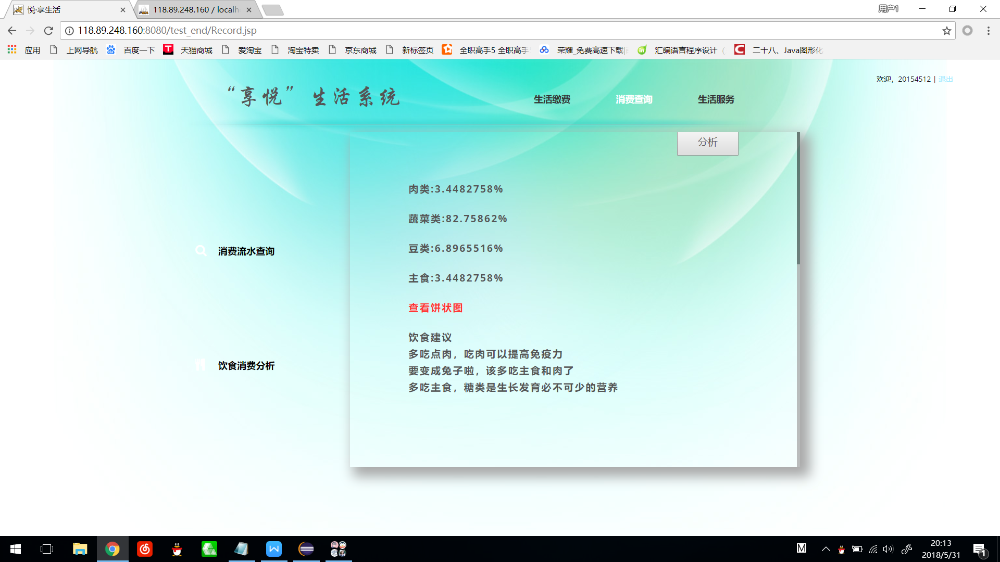 悦·享生活
118.89.248.160 / localh
用户1
118.89.248.160:8080/test_end/Record.jsp
应用
上网导航
百度一下
天猫商城
爱淘宝
淘宝特卖
京东商城
新标签页
全职高手5 全职高手
荣耀_免费高速下载|
汇编语言程序设计 (
二十八、Java图形化
欢迎，20154512 | 退出
“享悦”生活系统
生活缴费
消费查询
生活服务
分析
肉类:3.4482758%
蔬菜类:82.75862%
豆类:6.8965516%
主食:3.4482758%
查看饼状图
饮食建议
多吃点肉，吃肉可以提高免疫力
要变成兔子啦，该多吃主食和肉了
多吃主食，糖类是生长发育必不可少的营养
消费流水查询
饮食消费分析
M
20:13
2018/5/31
1